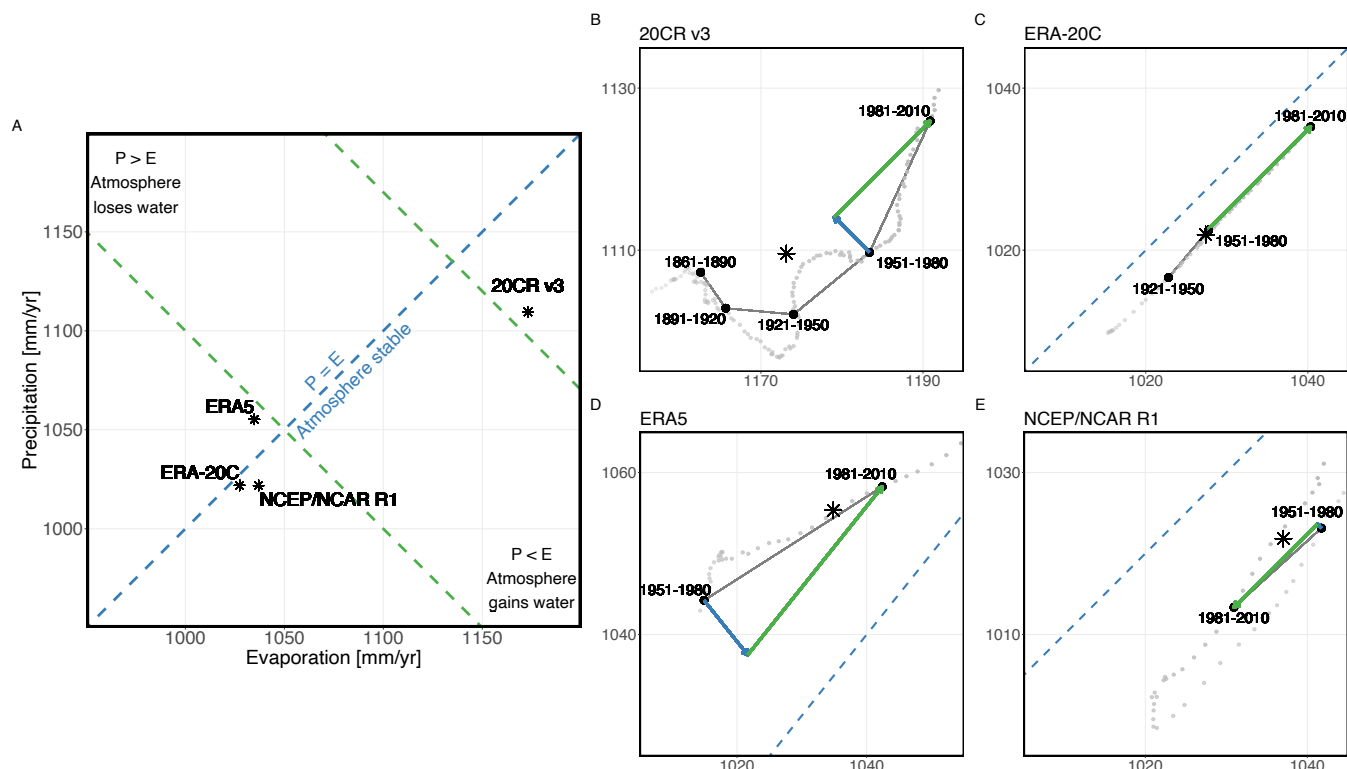 A
P > E
Atmosphere
loses water
1150
1100
1050
1000
Precipitation [mm/yr]
20CR v3
P = E
Atmosphere stable
ERA5
ERA-20C
NCEP/NCAR R1
P < E
Atmosphere
gains water
1000
1050
1100
1150
Evaporation [mm/yr]
B
20CR v3
1130
1110
1981-2010
1861-1890
1951-1980
1891-1920
1921-1950
1170
1190
C
ERA-20C
1040
1020
1981-2010
1951-1980
1921-1950
1020
1040
D
ERA5
1060
1040
1981-2010
1951-1980
1020
1040
E
NCEP/NCAR R1
1030
1010
1951-1980
1981-2010
1020
1040